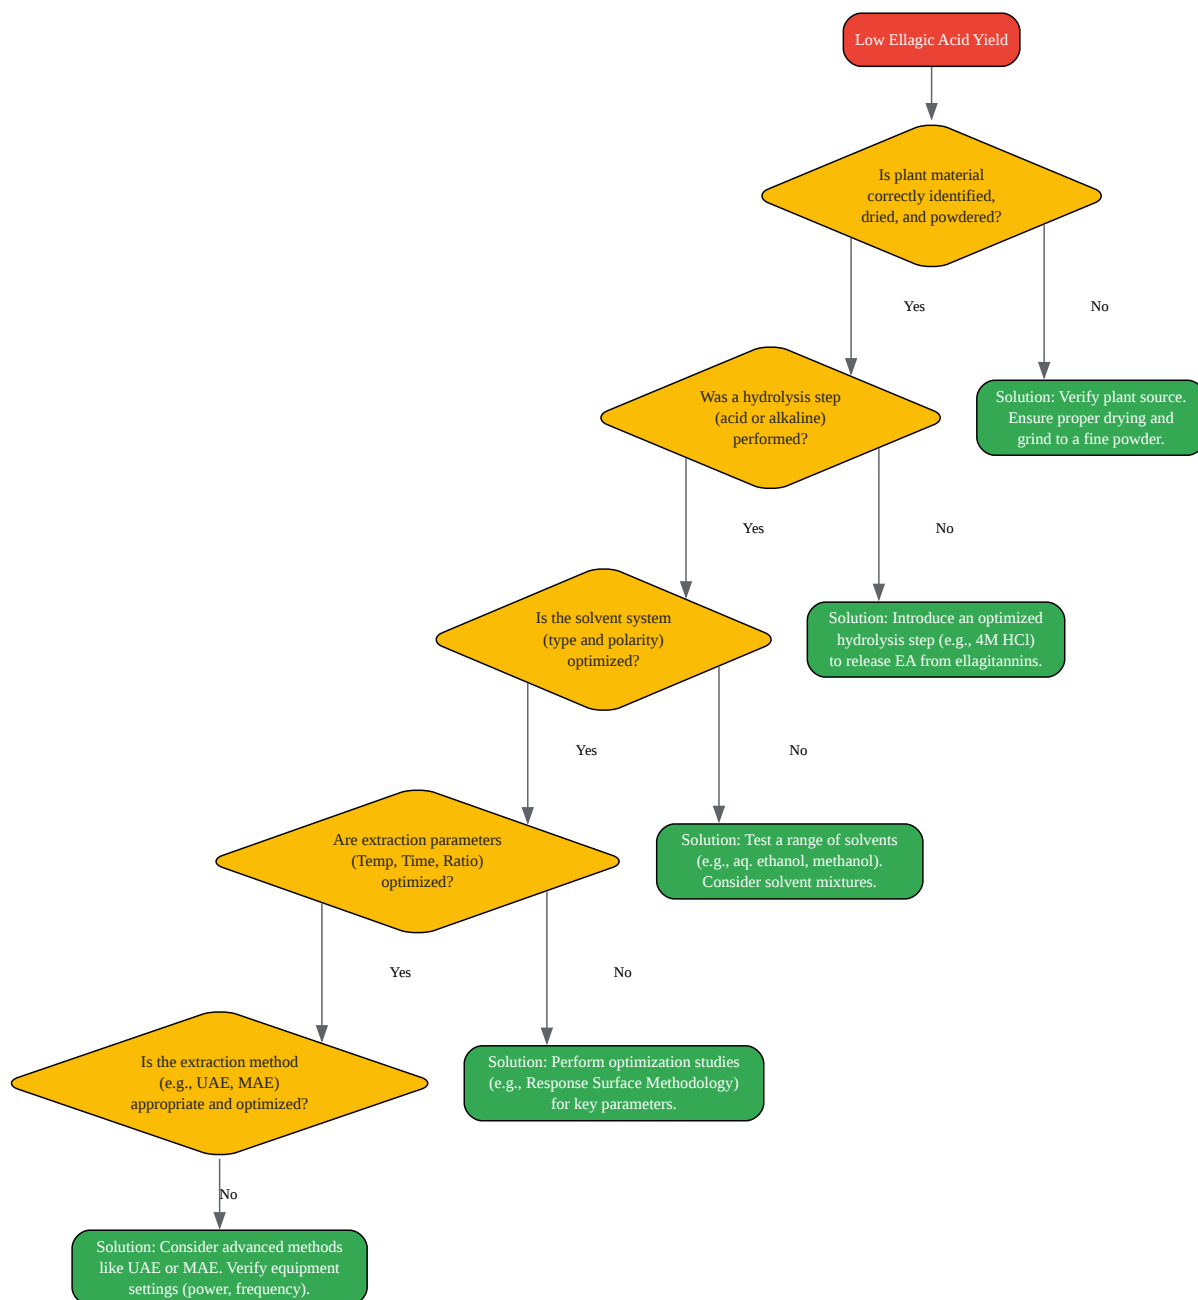 Low Ellagic Acid Yield
Is plant material
correctly identified,
dried, and powdered?
Yes
No
Was a hydrolysis step
(acid or alkaline)
performed?
Solution: Verify plant source.
Ensure proper drying and
grind to a fine powder.
Yes
No
Is the solvent system
(type and polarity)
optimized?
Solution: Introduce an optimized
hydrolysis step (e.g., 4M HCl)
to release EA from ellagitannins.
Yes
No
Are extraction parameters
(Temp, Time, Ratio)
optimized?
Solution: Test a range of solvents
(e.g., aq. ethanol, methanol).
Consider solvent mixtures.
Yes
No
Is the extraction method
(e.g., UAE, MAE)
appropriate and optimized?
Solution: Perform optimization studies
(e.g., Response Surface Methodology)
for key parameters.
No
Solution: Consider advanced methods
like UAE or MAE. Verify equipment
settings (power, frequency).